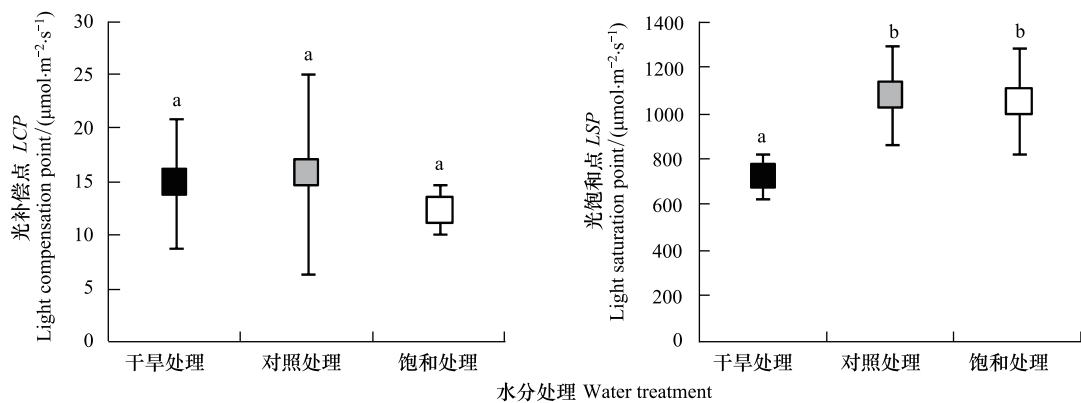 光补偿点 LCP
Light compensation point/(μmol·m⁻²·s⁻¹)
30
25
20
15
10
5
0
a
a
a
干旱处理
对照处理
饱和处理
光饱和点 LSP
Light saturation point/(μmol·m⁻²·s⁻¹)
1400
1200
1000
800
600
400
200
0
a
b
b
干旱处理
对照处理
饱和处理
水分处理 Water treatment